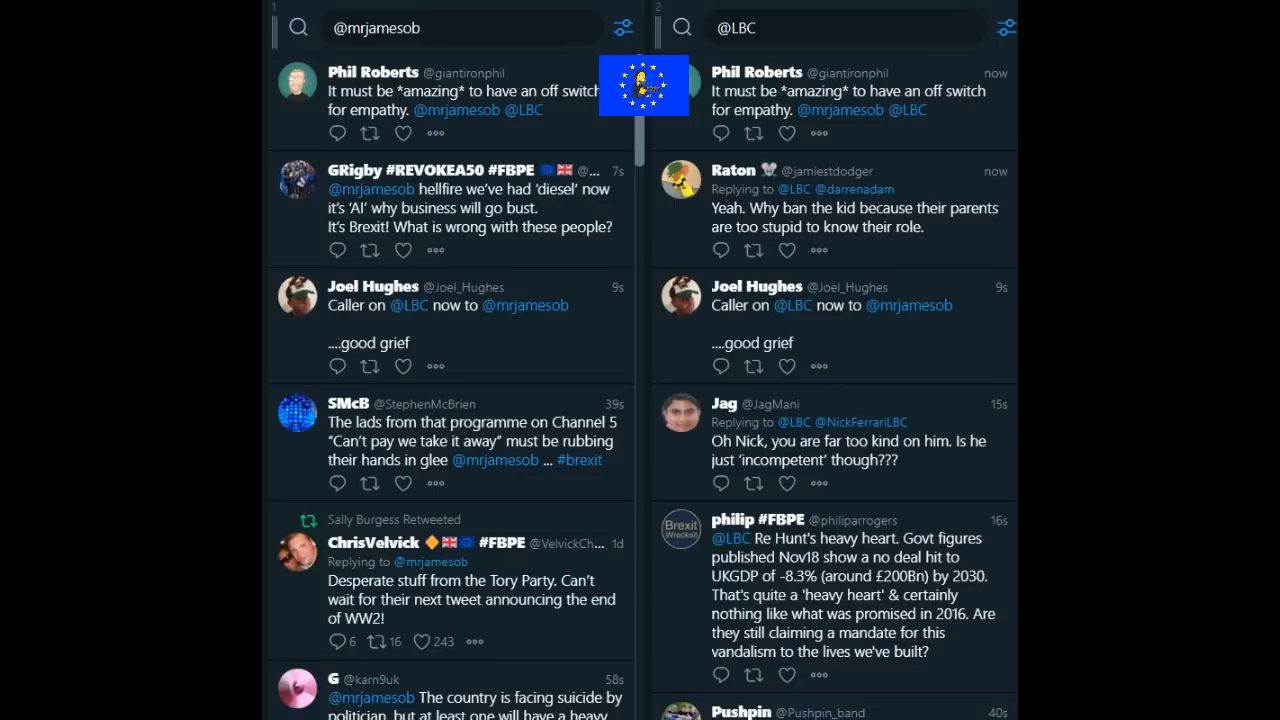 1
@mrjamesob
Phil Roberts @giantironphil
It must be *amazing* to have an off switch
for empathy. @mrjamesob @LBC
GRigby #REVOKEA50 #FBPE 🇪🇺 🇬🇧 @... 7s
@mrjamesob hellfire we've had 'diesel' now
it's 'AI' why business will go bust.
It's Brexit! What is wrong with these people?
Joel Hughes @Joel_Hughes 9s
Caller on @LBC now to @mrjamesob
....good grief
SMcB @StephenMcBrien 39s
The lads from that programme on Channel 5
“Can't pay we take it away” must be rubbing
their hands in glee @mrjamesob ... #brexit
Sally Burgess Retweeted
ChrisVelvick 🔶🇬🇧🇪🇺 #FBPE @VelvickCh... 1d
Replying to @mrjamesob
Desperate stuff from the Tory Party. Can't
wait for their next tweet announcing the end
of WW2!
6 16 243
G @karn9uk 58s
@mrjamesob The country is facing suicide by
politician, but at least one will have a heavy
2
@LBC
Phil Roberts @giantironphil now
It must be *amazing* to have an off switch
for empathy. @mrjamesob @LBC
Raton 🐭 @jamiestdodger now
Replying to @LBC @darrenadam
Yeah. Why ban the kid because their parents
are too stupid to know their role.
Joel Hughes @Joel_Hughes 9s
Caller on @LBC now to @mrjamesob
....good grief
Jag @JagMani 15s
Replying to @LBC @NickFerrariLBC
Oh Nick, you are far too kind on him. Is he
just 'incompetent' though???
Brexit
Wrecksit
philip #FBPE @philiparrogers 16s
@LBC Re Hunt's heavy heart. Govt figures
published Nov18 show a no deal hit to
UKGDP of -8.3% (around £200Bn) by 2030.
That's quite a 'heavy heart' & certainly
nothing like what was promised in 2016. Are
they still claiming a mandate for this
vandalism to the lives we've built?
Pushpin @Pushpin_band 40s